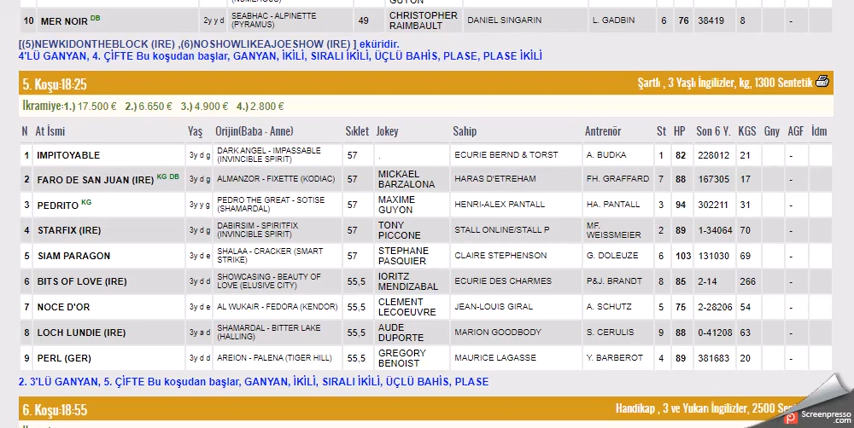 GUYON
10 MER NOIR DB 2y y d SEABHAC - ALPINETTE (PYRAMUS) 49 CHRISTOPHER RAIMBAULT DANIEL SINGARIN L. GADBIN 6 76 38419 8 -
[(5)NEWKIDONTHEBLOCK (IRE) ,(6)NOSHOWLIKEAJOESHOW (IRE) ] eküridir.
4'LÜ GANYAN, 4. ÇİFTE Bu koşudan başlar, GANYAN, İKİLİ, SIRALI İKİLİ, ÜÇLÜ BAHİS, PLASE, PLASE İKİLİ
5. Koşu:18-25 Şartlı , 3 Yaşlı İngilizler, kg, 1300 Sentetik
İkramiye:1.) 17.500 € 2.) 6.650 € 3.) 4.900 € 4.) 2.800 €
N At İsmi Yaş Orijin(Baba - Anne) Sıklet Jokey Sahip Antrenör St HP Son 6 Y. KGS Gny AGF İdm
1 IMPITOYABLE 3y d g DARK ANGEL - IMPASSABLE (INVINCIBLE SPIRIT) 57 . ECURIE BERND & TORST A. BUDKA 1 82 228012 21 -
2 FARO DE SAN JUAN (IRE) KG DB 3y d g ALMANZOR - FIXETTE (KODIAC) 57 MICKAEL BARZALONA HARAS D'ETREHAM FH. GRAFFARD 7 88 167305 17 -
3 PEDRITO KG 3y y g PEDRO THE GREAT - SOTISE (SHAMARDAL) 57 MAXIME GUYON HENRI-ALEX PANTALL HA. PANTALL 3 94 302211 31 -
4 STARFIX (IRE) 3y d g DABIRSIM - SPIRITFIX (INVINCIBLE SPIRIT) 57 TONY PICCONE STALL ONLINE/STALL P MF. WEISSMEIER 2 89 1-34064 70 -
5 SIAM PARAGON 3y d e SHALAA - CRACKER (SMART STRIKE) 57 STEPHANE PASQUIER CLAIRE STEPHENSON G. DOLEUZE 6 103 131030 69 -
6 BITS OF LOVE (IRE) 3y d d SHOWCASING - BEAUTY OF LOVE (ELUSIVE CITY) 55,5 IORITZ MENDIZABAL ECURIE DES CHARMES P&J. BRANDT 8 85 2-14 266 -
7 NOCE D'OR 3y d e AL WUKAIR - FEDORA (KENDOR) 55,5 CLEMENT LECOEUVRE JEAN-LOUIS GIRAL A. SCHUTZ 5 75 2-28206 54 -
8 LOCH LUNDIE (IRE) 3y a d SHAMARDAL - BITTER LAKE (HALLING) 55,5 AUDE DUPORTE MARION GOODBODY S. CERULIS 9 88 0-41208 63 -
9 PERL (GER) 3y d d AREION - PALENA (TIGER HILL) 55,5 GREGORY BENOIST MAURICE LAGASSE Y. BARBEROT 4 89 381683 20 -
2. 3'LÜ GANYAN, 5. ÇİFTE Bu koşudan başlar, GANYAN, İKİLİ, SIRALI İKİLİ, ÜÇLÜ BAHİS, PLASE
6. Koşu:18-55 Handikap , 3 ve Yukarı İngilizler, 2500
Screenpresso
.com